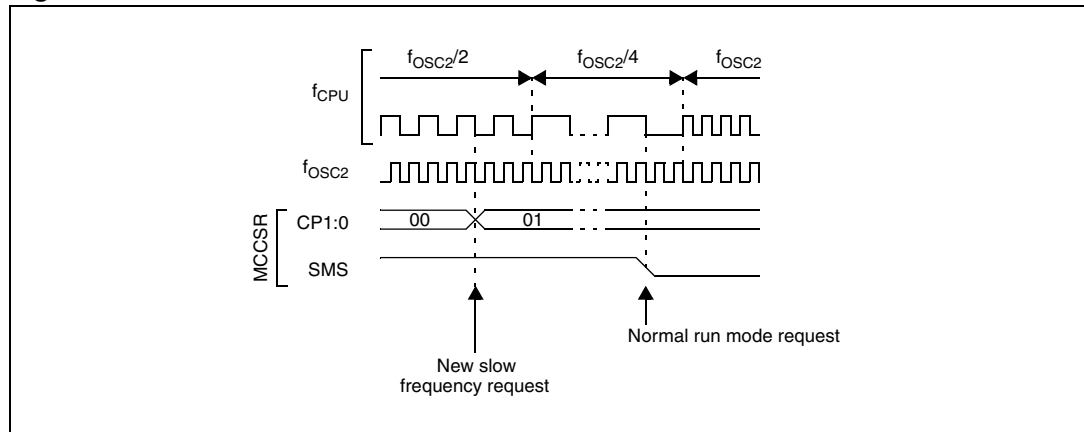 fOSC2/2 fOSC2/4 fOSC2
fCPU
fOSC2
MCCSR
CP1:0 00 01
SMS
Normal run mode request
New slow
frequency request